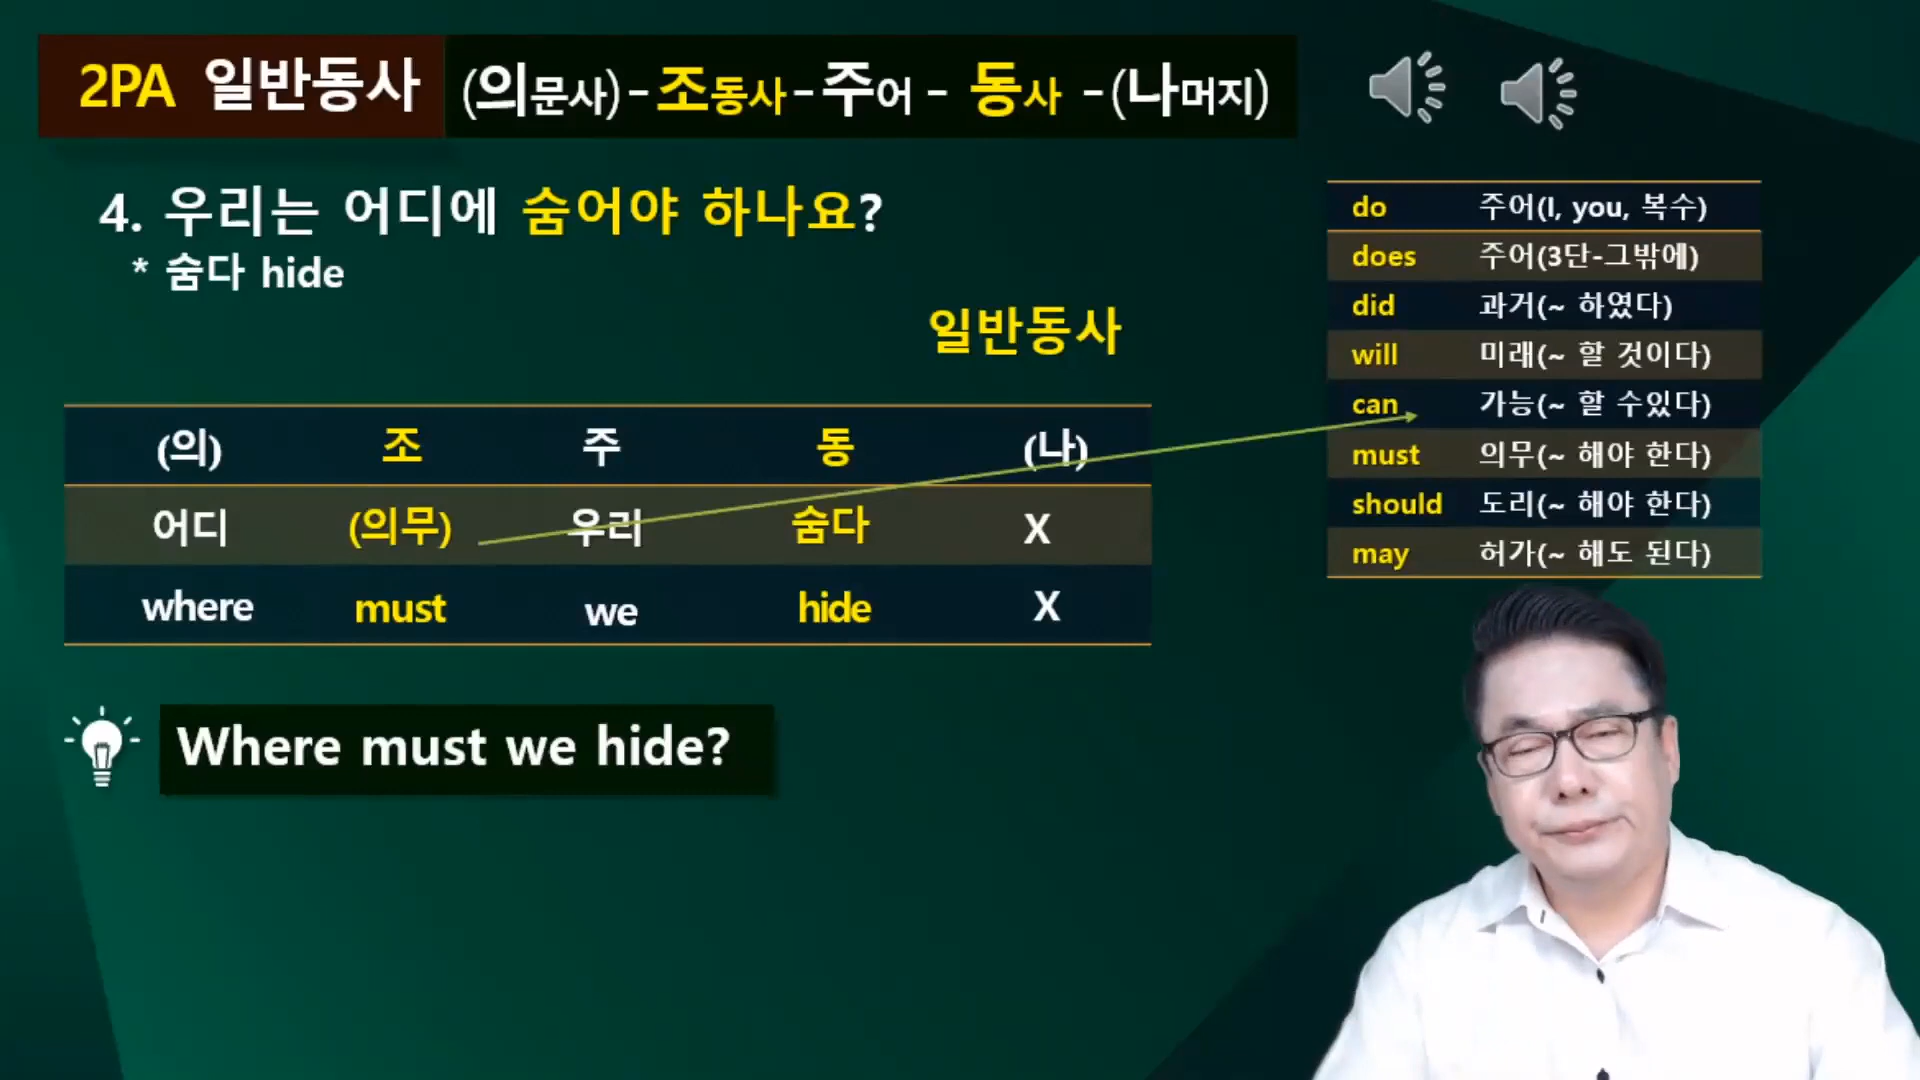 2PA 일반동사 (의문사)-조동사-주어 - 동사 -(나머지)
4. 우리는 어디에 숨어야 하나요?
* 숨다 hide
일반동사
(의) 조 주 동 (나)
어디 (의무) 우리 숨다 X
where must we hide X
Where must we hide?
do 주어(I, you, 복수)
does 주어(3단-그밖에)
did 과거(~ 하였다)
will 미래(~ 할 것이다)
can 가능(~ 할 수있다)
must 의무(~ 해야 한다)
should 도리(~ 해야 한다)
may 허가(~ 해도 된다)